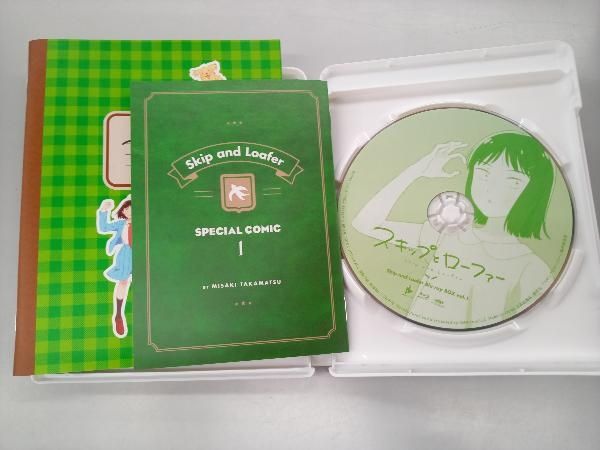 Skip and Loafer
SPECIAL COMIC
1
BY MISAKI TAKAMATSU
スキップとローファー
Skip and Loafer Blu-ray BOX vol.1